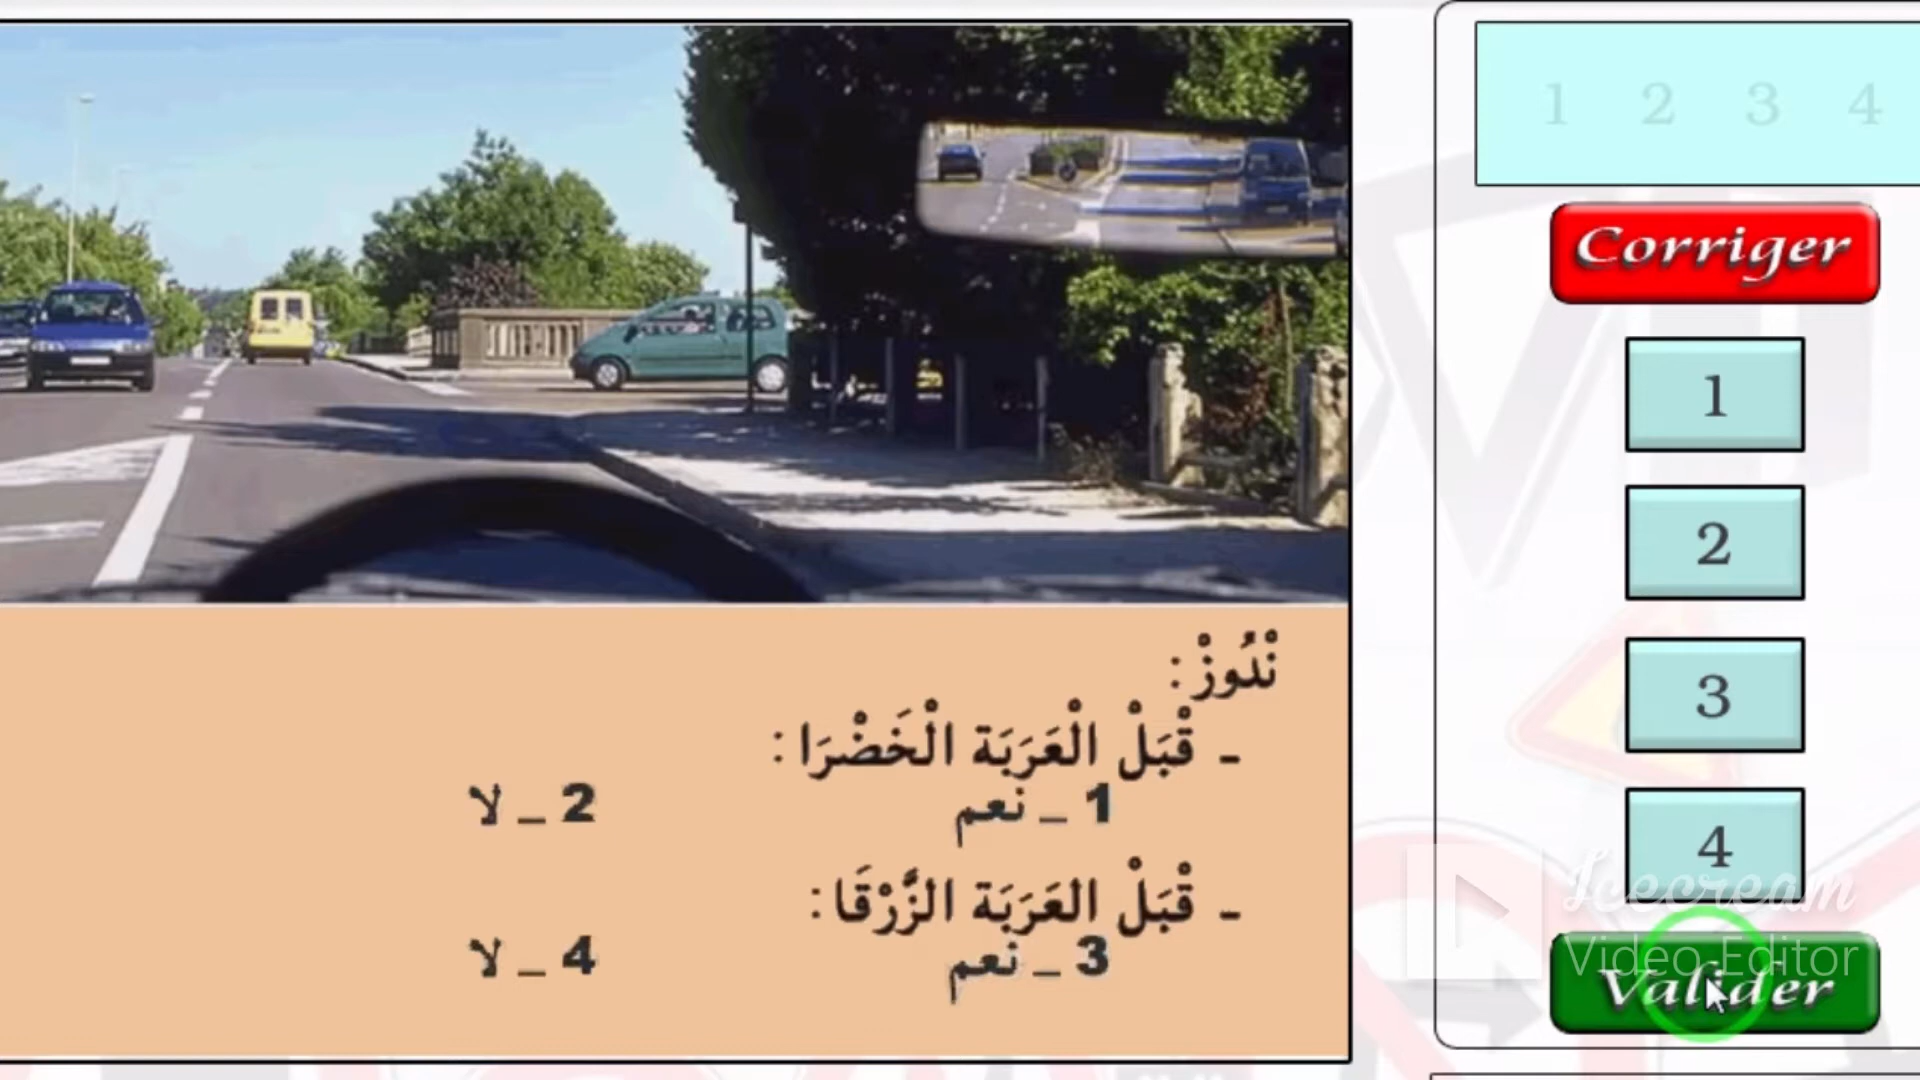 1 2 3 4
Corriger
1
2
3
4
Valider
Icecream
Video Editor
نْدُوزْ :
ـ قْبَلْ الْعَرَبَة الْخَضْرَا :
1 _ نعم 2 _ لا
ـ قْبَلْ العَرَبَة الزَّرْقَا :
3 _ نعم 4 _ لا